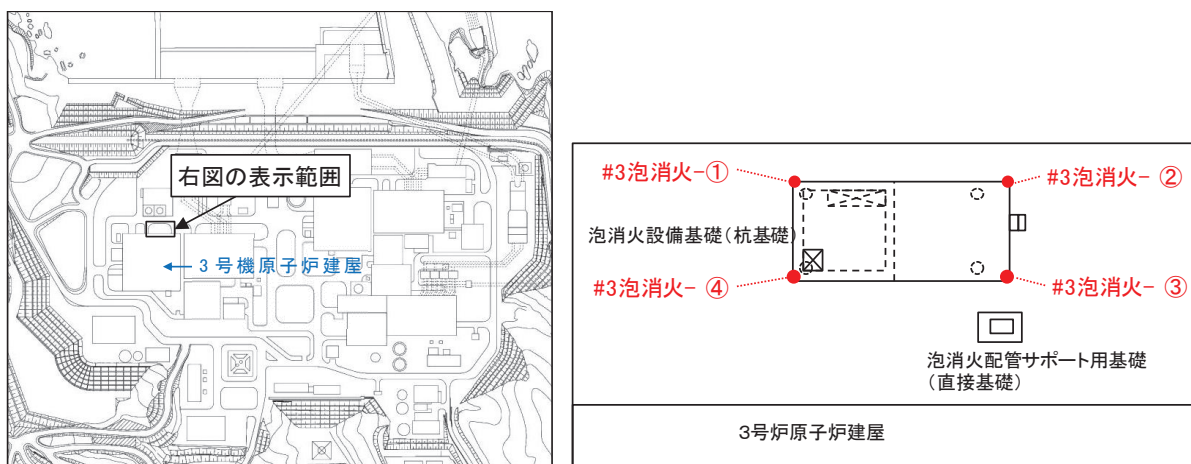 右図の表示範囲
3号機原子炉建屋
#3泡消火-①
#3泡消火- ②
泡消火設備基礎(杭基礎)
#3泡消火- ④
#3泡消火- ③
泡消火配管サポート用基礎
(直接基礎)
3号炉原子炉建屋